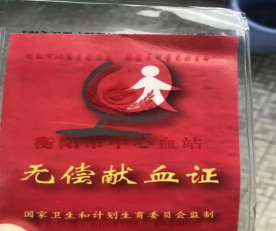 衡阳市中心血站
无偿献血证
国家卫生和计划生育委员会监制